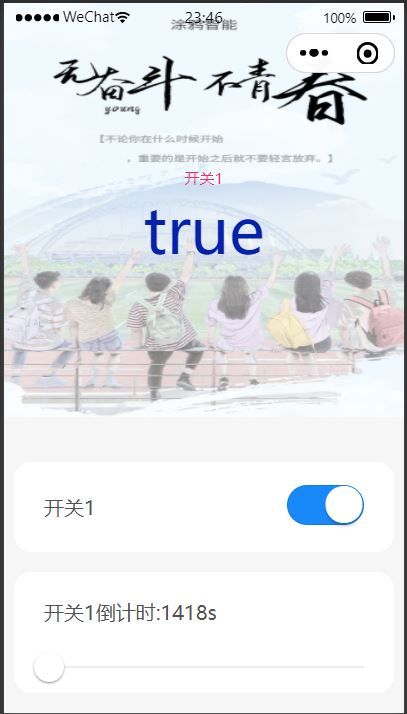 WeChat 23:46 100%
涂鸦智能
无奋斗 不青春
young
【不论你在什么时候开始
，重要的是开始之后就不要轻言放弃。】
开关1
true
开关1
开关1倒计时:1418s